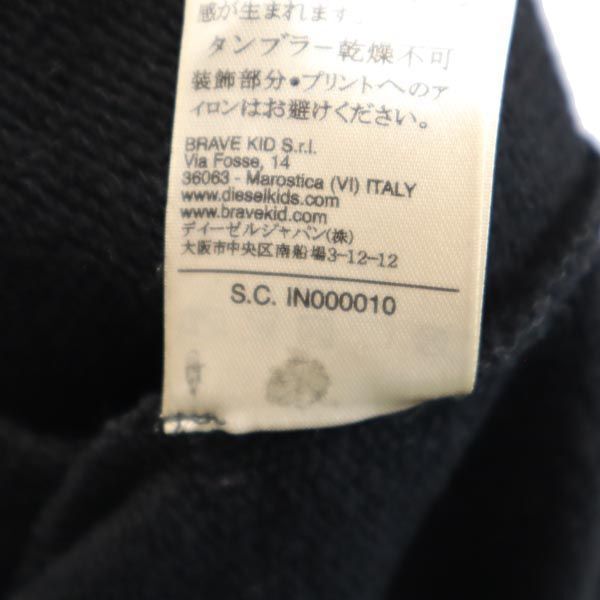 感が生まれます。
タンブラー乾燥不可
装飾部分・プリントへのア
イロンはお避けください。
BRAVE KID S.r.l.
Via Fosse, 14
36063 - Marostica (VI) ITALY
www.dieselkids.com
www.bravekid.com
ディーゼルジャパン(株)
大阪市中央区南船場3-12-12
S.C. IN000010